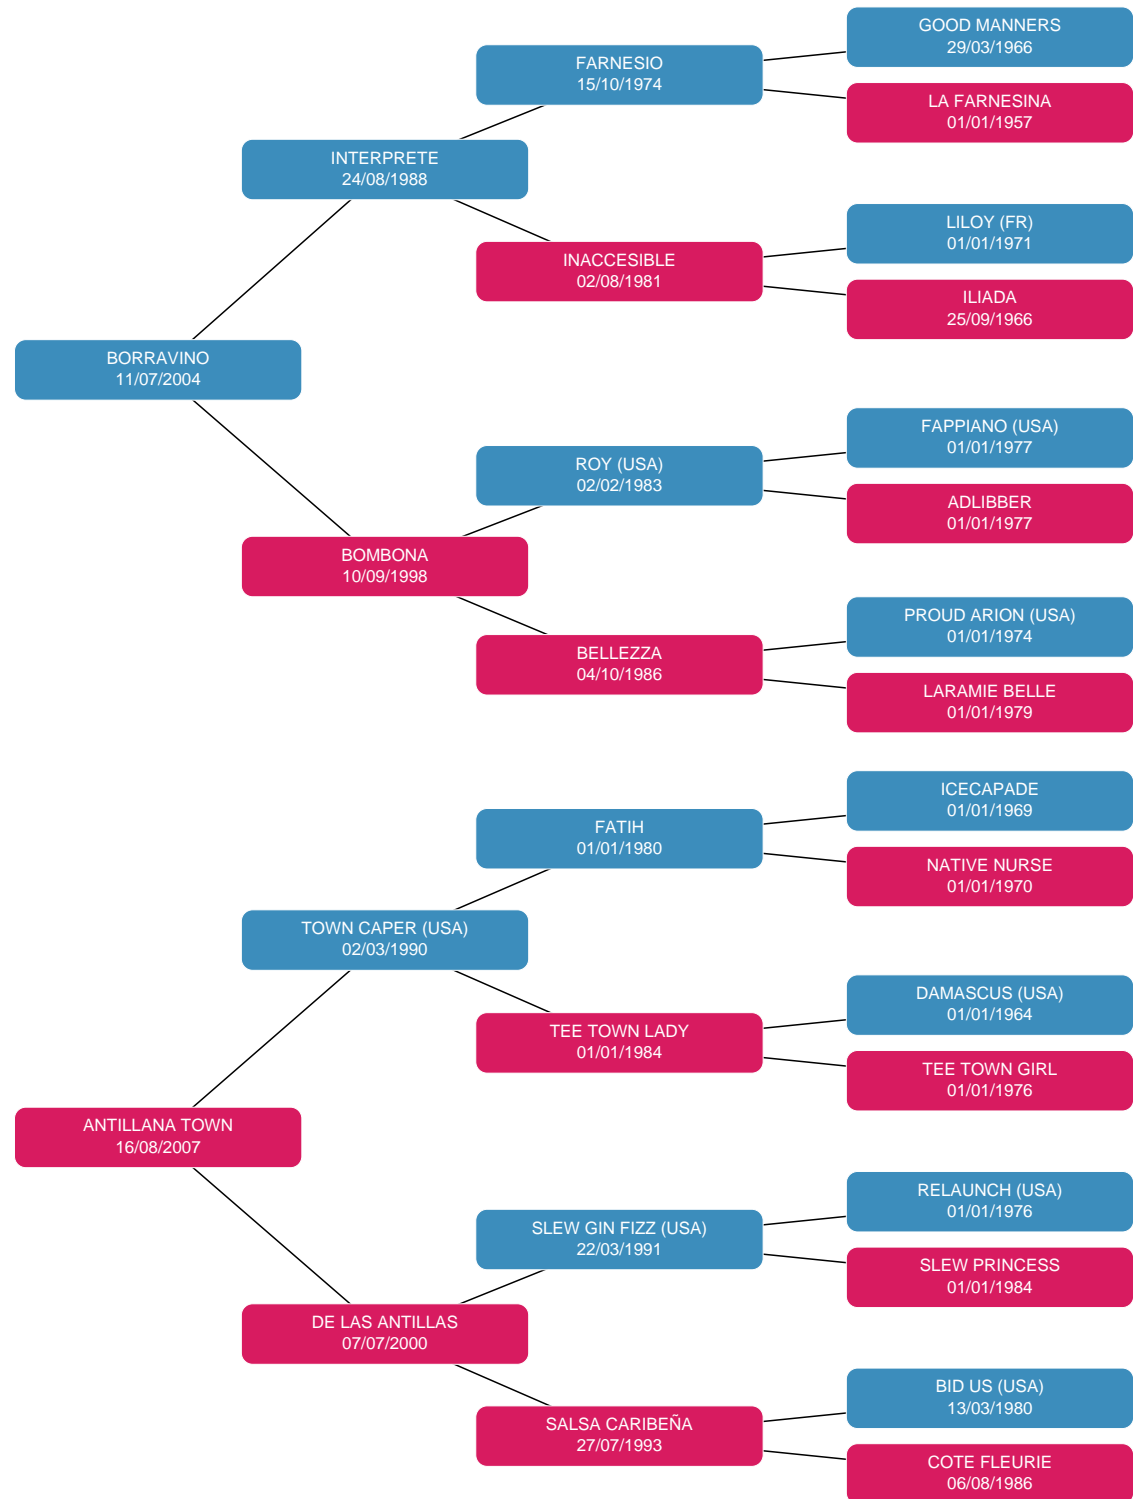 GOOD MANNERS
29/03/1966
FARNESIO
15/10/1974
LA FARNESINA
01/01/1957
INTERPRETE
24/08/1988
LILOY (FR)
01/01/1971
INACCESIBLE
02/08/1981
ILIADA
25/09/1966
BORRAVINO
11/07/2004
FAPPIANO (USA)
01/01/1977
ROY (USA)
02/02/1983
ADLIBBER
01/01/1977
BOMBONA
10/09/1998
PROUD ARION (USA)
01/01/1974
BELLEZZA
04/10/1986
LARAMIE BELLE
01/01/1979
ICECAPADE
01/01/1969
FATIH
01/01/1980
NATIVE NURSE
01/01/1970
TOWN CAPER (USA)
02/03/1990
DAMASCUS (USA)
01/01/1964
TEE TOWN LADY
01/01/1984
TEE TOWN GIRL
01/01/1976
ANTILLANA TOWN
16/08/2007
RELAUNCH (USA)
01/01/1976
SLEW GIN FIZZ (USA)
22/03/1991
SLEW PRINCESS
01/01/1984
DE LAS ANTILLAS
07/07/2000
BID US (USA)
13/03/1980
SALSA CARIBEÑA
27/07/1993
COTE FLEURIE
06/08/1986